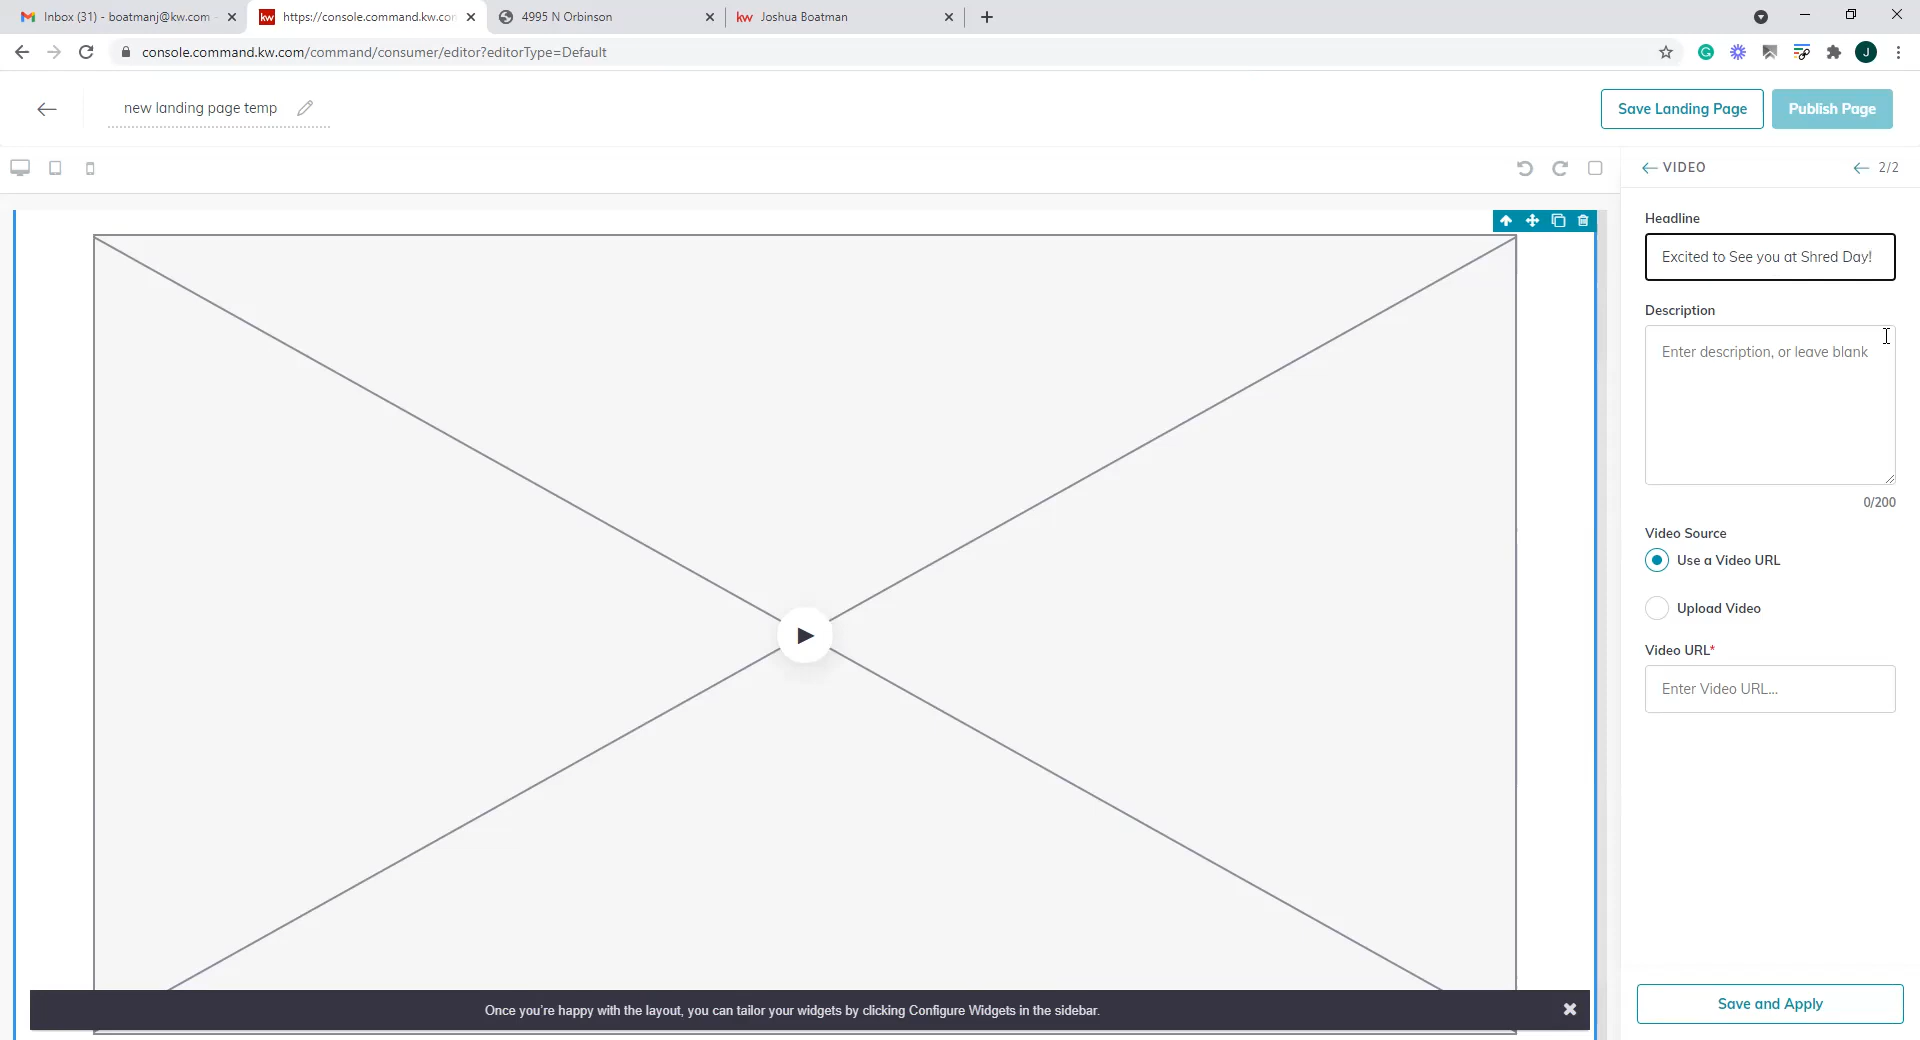 Inbox (31) - boatmanj@kw.com
kw https://console.command.kw.con
4995 N Orbinson
kw Joshua Boatman
console.command.kw.com/command/consumer/editor?editorType=Default
J
new landing page temp
Save Landing Page
Publish Page
VIDEO
2/2
Headline
Excited to See you at Shred Day!
Description
Enter description, or leave blank
0/200
Video Source
Use a Video URL
Upload Video
Video URL*
Enter Video URL...
Once you're happy with the layout, you can tailor your widgets by clicking Configure Widgets in the sidebar.
Save and Apply